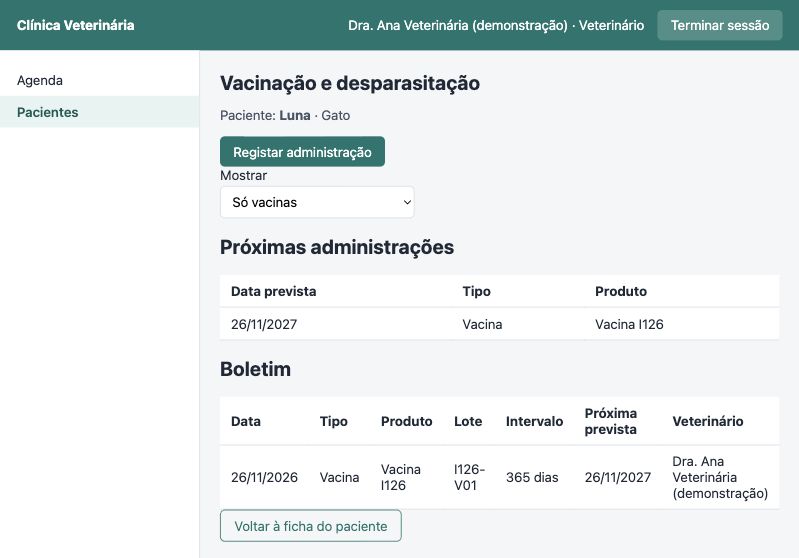 Clínica Veterinária
Dra. Ana Veterinária (demonstração) · Veterinário
Terminar sessão
Agenda
Pacientes
Vacinação e desparasitação
Paciente: Luna · Gato
Registar administração
Mostrar
Só vacinas
Próximas administrações
Data prevista Tipo Produto
26/11/2027 Vacina Vacina I126
Boletim
Data Tipo Produto Lote Intervalo Próxima prevista Veterinário
26/11/2026 Vacina Vacina I126 I126-V01 365 dias 26/11/2027 Dra. Ana Veterinária (demonstração)
Voltar à ficha do paciente